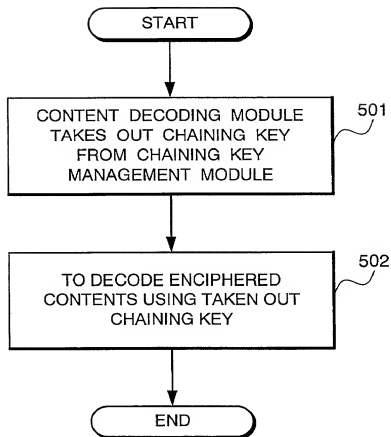 START
CONTENT DECODING MODULE
TAKES OUT CHAINING KEY
FROM CHAINING KEY
MANAGEMENT MODULE
501
TO DECODE ENCIPHERED
CONTENTS USING TAKEN OUT
CHAINING KEY
502
END